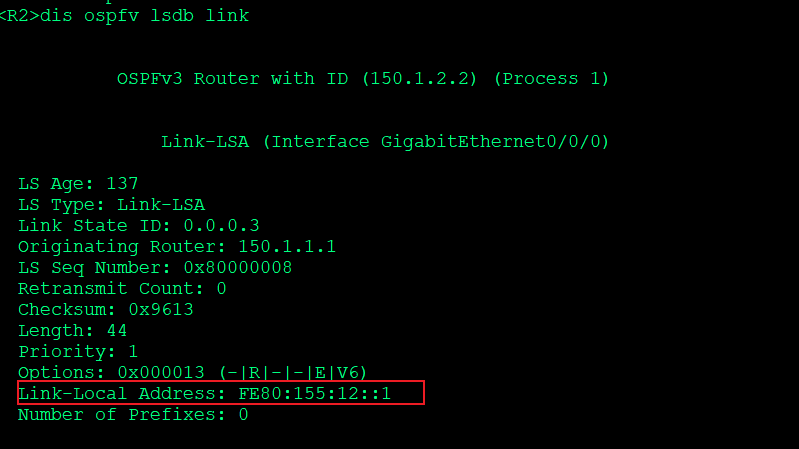 <R2>dis ospfv lsdb link
OSPFv3 Router with ID (150.1.2.2) (Process 1)
Link-LSA (Interface GigabitEthernet0/0/0)
LS Age: 137
LS Type: Link-LSA
Link State ID: 0.0.0.3
Originating Router: 150.1.1.1
LS Seq Number: 0x80000008
Retransmit Count: 0
Checksum: 0x9613
Length: 44
Priority: 1
Options: 0x000013 (-|R|-|-|E|V6)
Link-Local Address: FE80:155:12::1
Number of Prefixes: 0